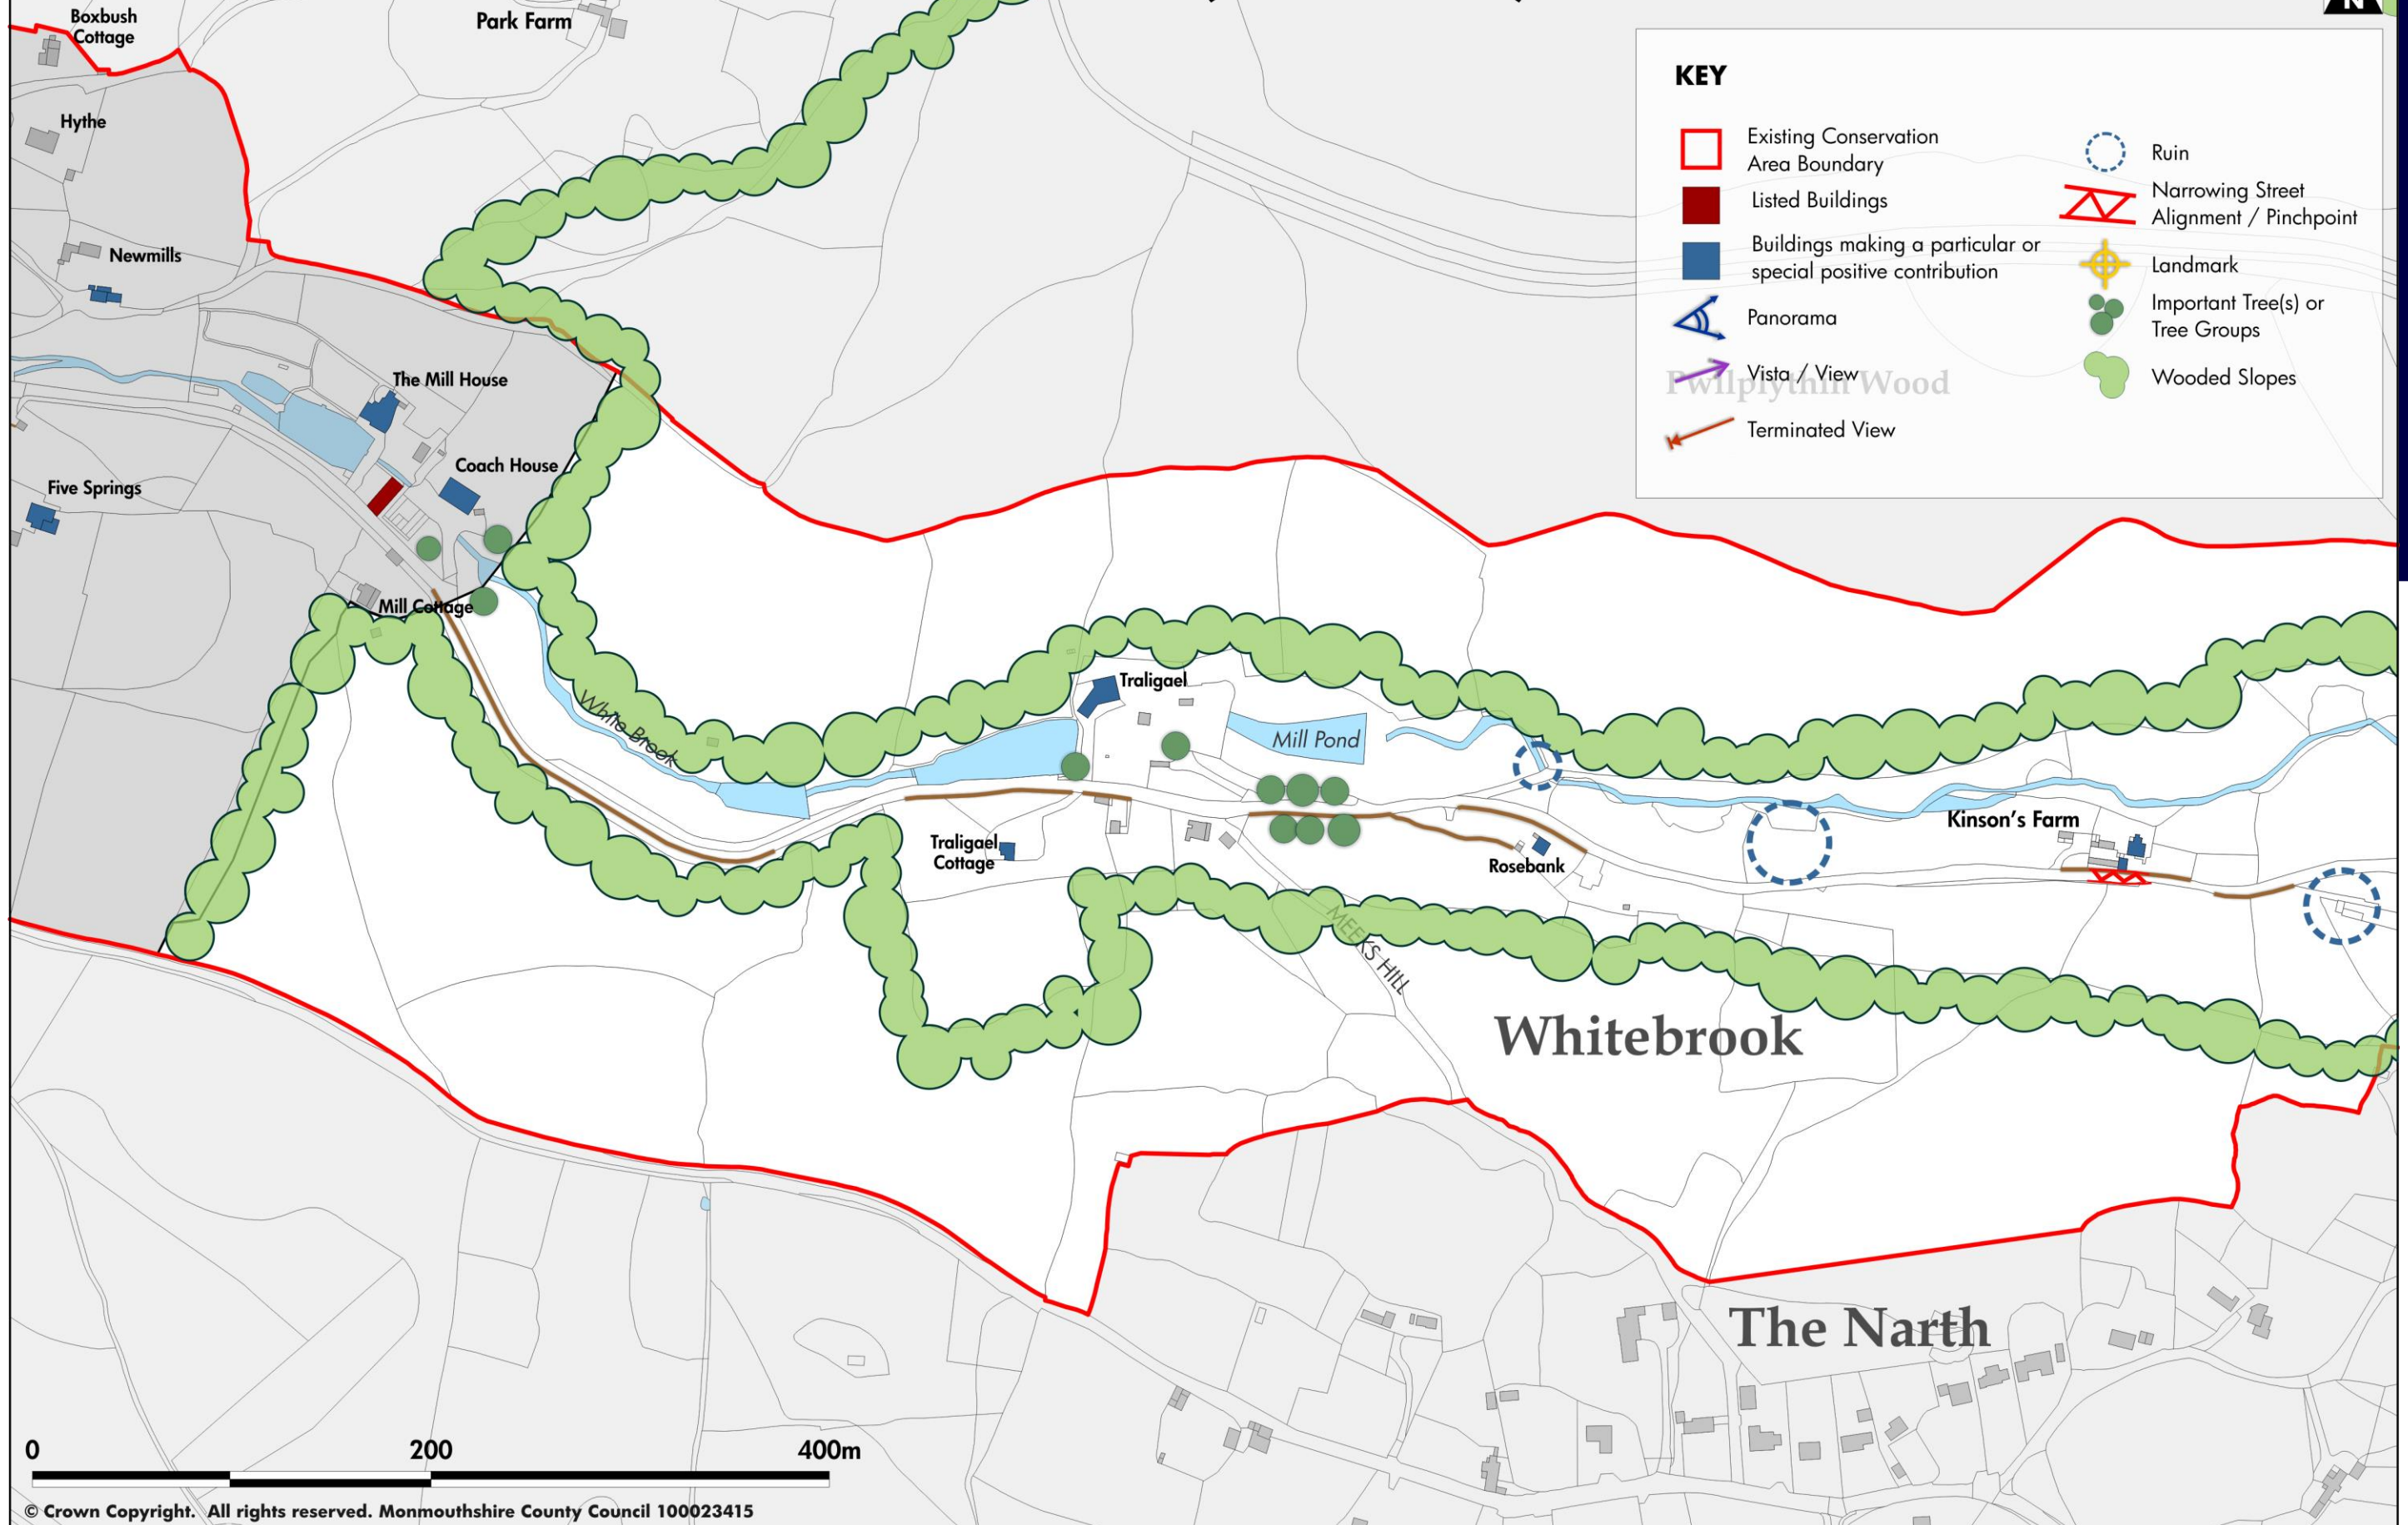 Boxbush
Cottage
Park Farm
N
Hythe
Newmills
The Mill House
Coach House
Five Springs
Mill Cottage
KEY
Existing Conservation
Area Boundary
Listed Buildings
Buildings making a particular or
special positive contribution
Panorama
Vista / View
Pwllplythin Wood
Terminated View
Ruin
Narrowing Street
Alignment / Pinchpoint
Landmark
Important Tree(s) or
Tree Groups
Wooded Slopes
White Brook
Traligael
Mill Pond
Traligael
Cottage
Rosebank
Kinson's Farm
MEEKS HILL
Whitebrook
The Narth
0 200 400m
© Crown Copyright. All rights reserved. Monmouthshire County Council 100023415